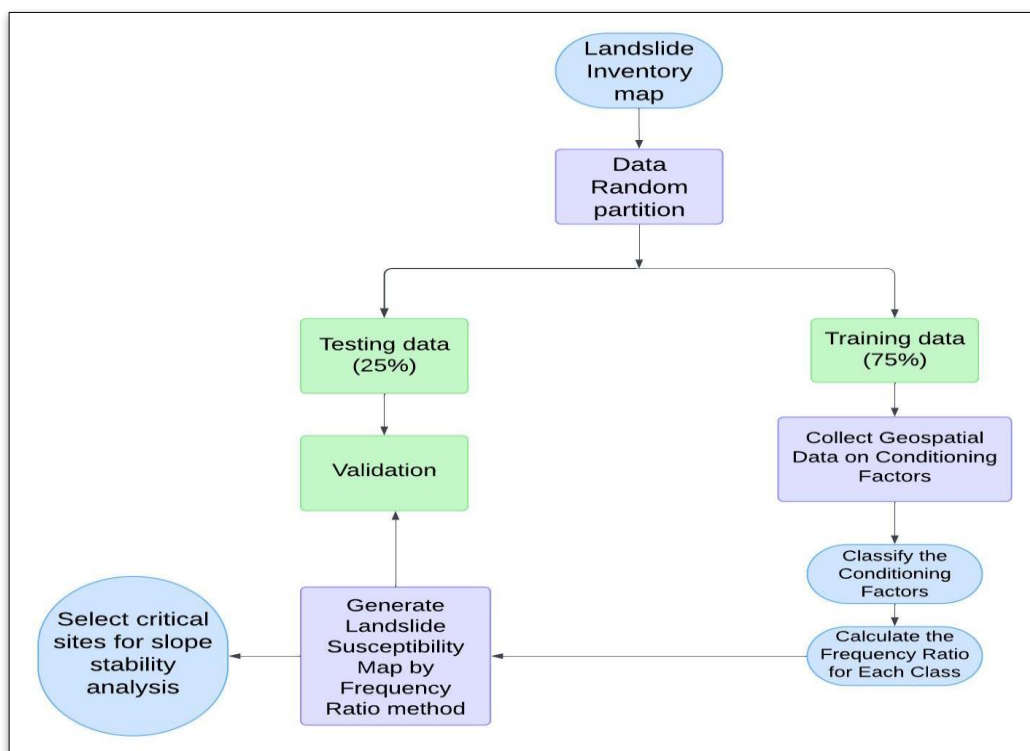 Landslide
Inventory
map
Data
Random
partition
Testing data
(25%)
Training data
(75%)
Validation
Collect Geospatial
Data on Conditioning
Factors
Classify the
Conditioning
Factors
Calculate the
Frequency Ratio
for Each Class
Generate
Landslide
Susceptibility
Map by
Frequency
Ratio method
Select critical
sites for slope
stability
analysis